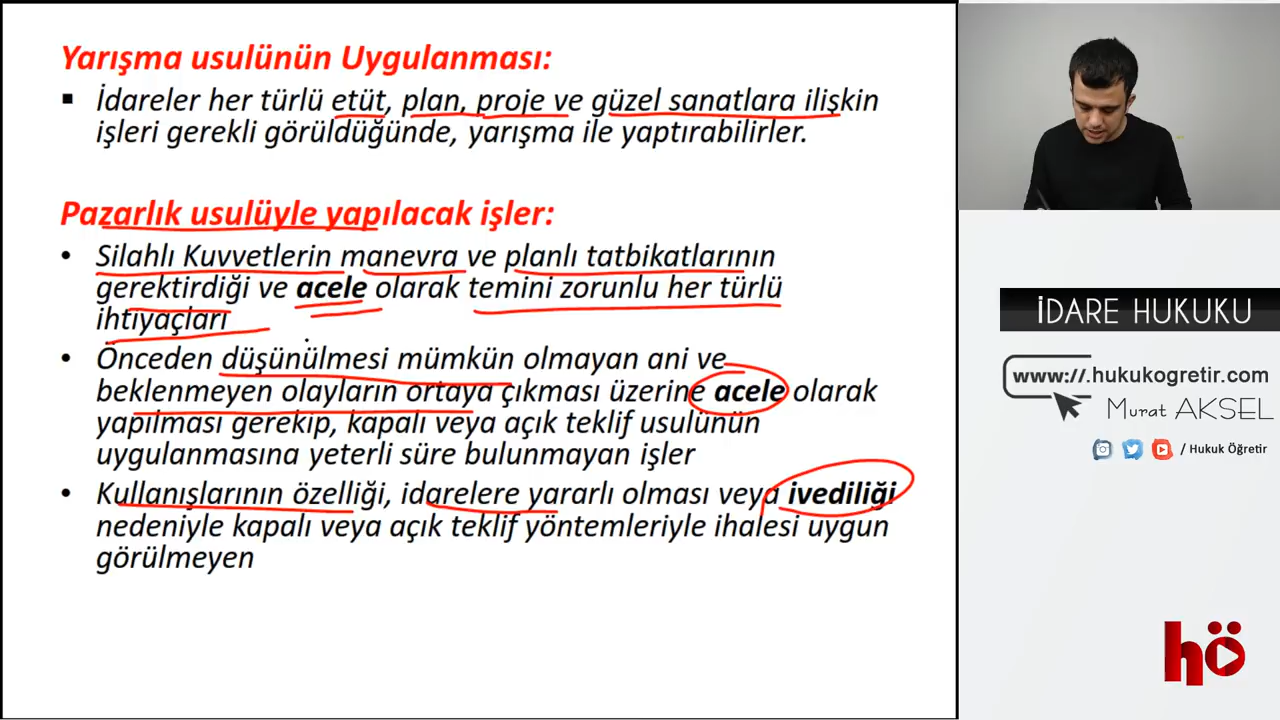 Yarışma usulünün Uygulanması:
▪ İdareler her türlü etüt, plan, proje ve güzel sanatlara ilişkin
işleri gerekli görüldüğünde, yarışma ile yaptırabilirler.
Pazarlık usulüyle yapılacak işler:
• Silahlı Kuvvetlerin manevra ve planlı tatbikatlarının
gerektirdiği ve acele olarak temini zorunlu her türlü
ihtiyaçları
• Önceden düşünülmesi mümkün olmayan ani ve
beklenmeyen olayların ortaya çıkması üzerine acele olarak
yapılması gerekip, kapalı veya açık teklif usulünün
uygulanmasına yeterli süre bulunmayan işler
• Kullanışlarının özelliği, idarelere yararlı olması veya ivediliği
nedeniyle kapalı veya açık teklif yöntemleriyle ihalesi uygun
görülmeyen
İDARE HUKUKU
www://.hukukogretir.com
Murat AKSEL
/ Hukuk Öğretir
hö